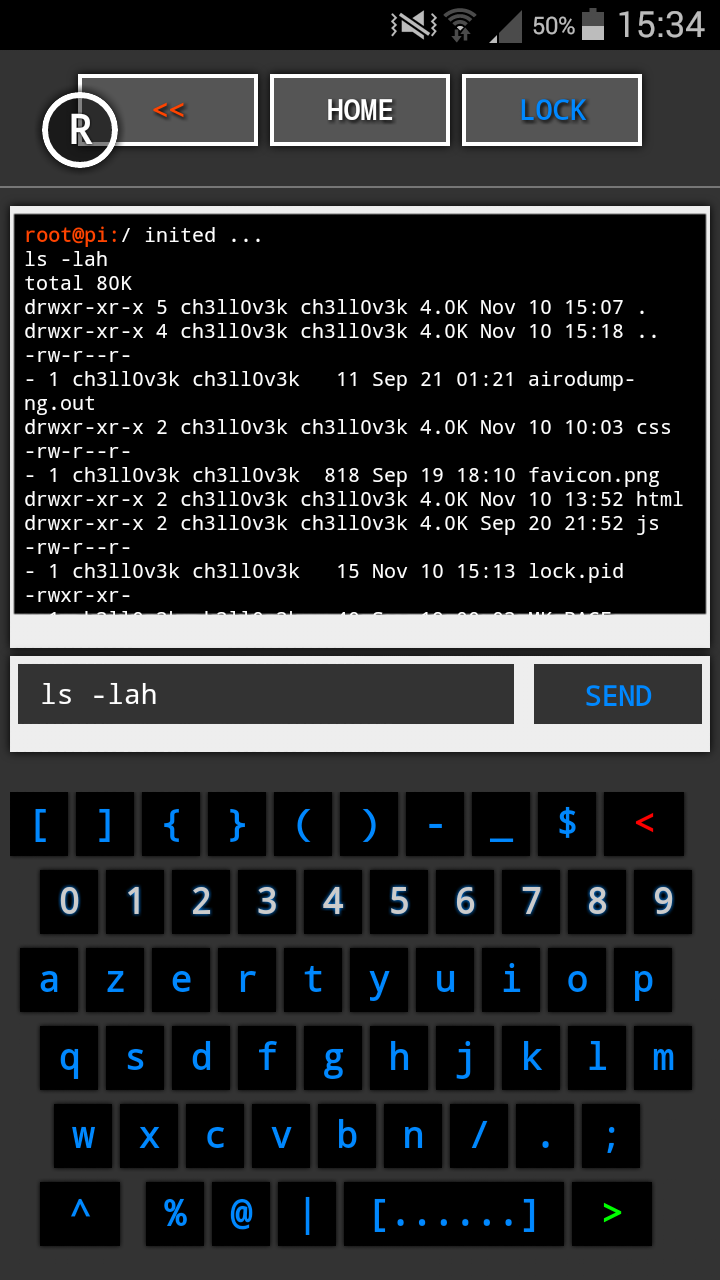 50% 15:34
R << HOME LOCK
root@pi:/ inited ...
ls -lah
total 80K
drwxr-xr-x 5 ch3ll0v3k ch3ll0v3k 4.0K Nov 10 15:07 .
drwxr-xr-x 4 ch3ll0v3k ch3ll0v3k 4.0K Nov 10 15:18 ..
-rw-r--r-
- 1 ch3ll0v3k ch3ll0v3k   11 Sep 21 01:21 airodump-
ng.out
drwxr-xr-x 2 ch3ll0v3k ch3ll0v3k 4.0K Nov 10 10:03 css
-rw-r--r-
- 1 ch3ll0v3k ch3ll0v3k  818 Sep 19 18:10 favicon.png
drwxr-xr-x 2 ch3ll0v3k ch3ll0v3k 4.0K Nov 10 13:52 html
drwxr-xr-x 2 ch3ll0v3k ch3ll0v3k 4.0K Sep 20 21:52 js
-rw-r--r-
- 1 ch3ll0v3k ch3ll0v3k   15 Nov 10 15:13 lock.pid
-rwxr-xr-
ls -lah SEND
[ ] { } ( ) - _ $ <
0 1 2 3 4 5 6 7 8 9
a z e r t y u i o p
q s d f g h j k l m
w x c v b n / . ;
^ % @ | [......] >